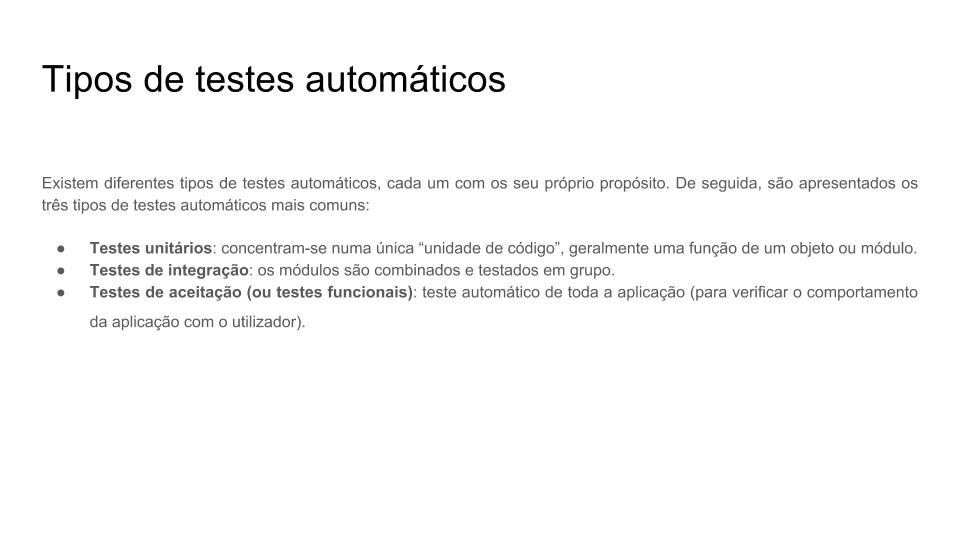 Tipos de testes automáticos
Existem diferentes tipos de testes automáticos, cada um com os seu próprio propósito. De seguida, são apresentados os
três tipos de testes automáticos mais comuns:
● Testes unitários: concentram-se numa única “unidade de código”, geralmente uma função de um objeto ou módulo.
● Testes de integração: os módulos são combinados e testados em grupo.
● Testes de aceitação (ou testes funcionais): teste automático de toda a aplicação (para verificar o comportamento
da aplicação com o utilizador).